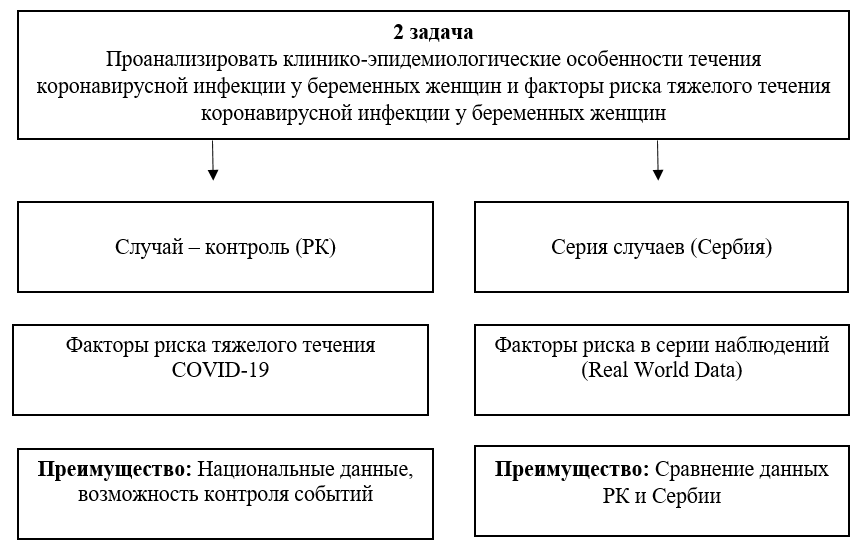 2 задача
Проанализировать клинико-эпидемиологические особенности течения
коронавирусной инфекции у беременных женщин и факторы риска тяжелого течения
коронавирусной инфекции у беременных женщин
Случай – контроль (РК)
Серия случаев (Сербия)
Факторы риска тяжелого течения
COVID-19
Факторы риска в серии наблюдений
(Real World Data)
Преимущество: Национальные данные,
возможность контроля событий
Преимущество: Сравнение данных
РК и Сербии